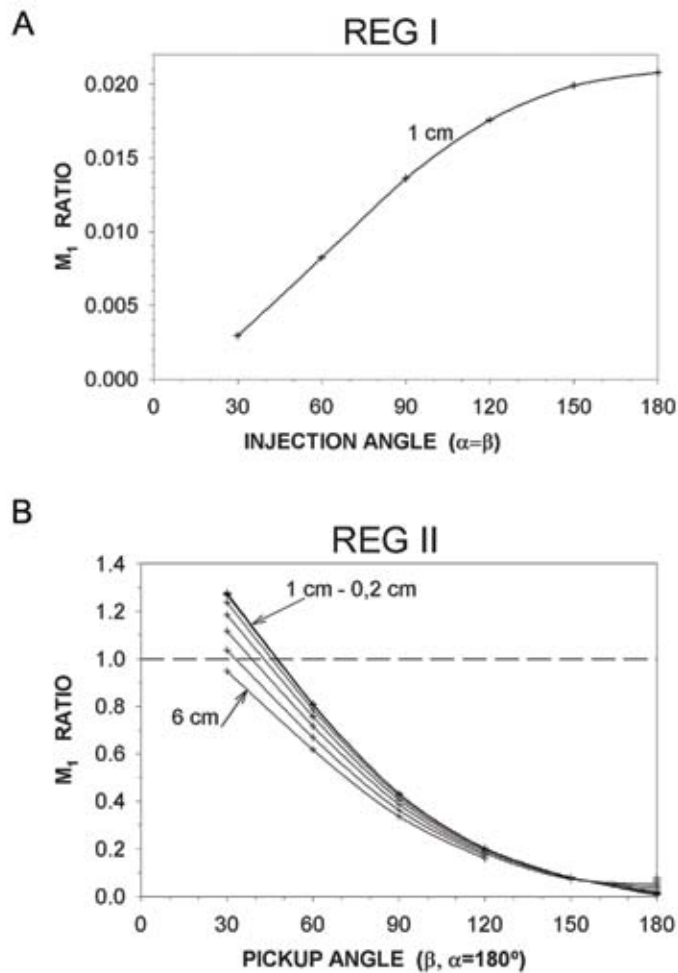 A
REG I
0.020
0.015
0.010
0.005
0.000
M₁ RATIO
1 cm
0 30 60 90 120 150 180
INJECTION ANGLE (α=β)
B
REG II
1.4
1.2
1.0
0.8
0.6
0.4
0.2
0.0
M₁ RATIO
1 cm - 0,2 cm
6 cm
0 30 60 90 120 150 180
PICKUP ANGLE (β, α=180º)